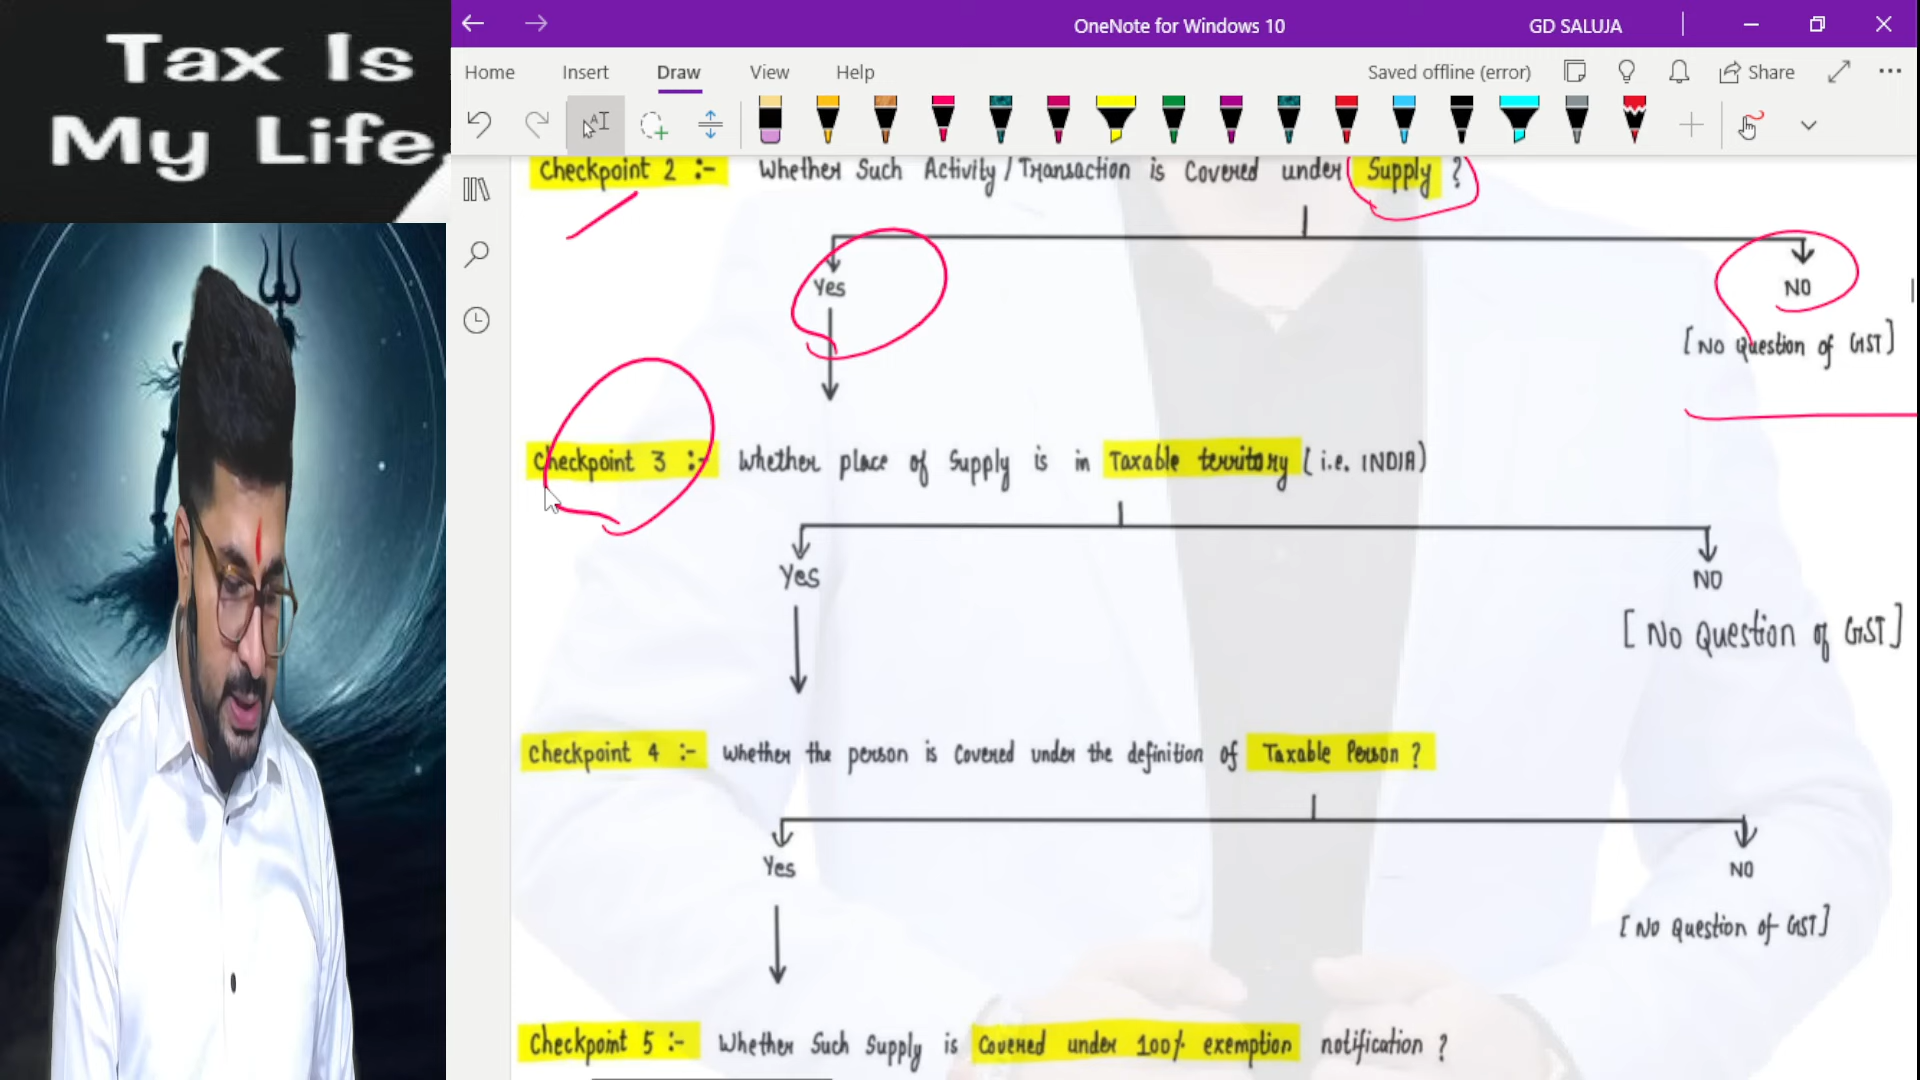 Tax Is
My Life.
OneNote for Windows 10
GD SALUJA
Home Insert Draw View Help
Saved offline (error)
Share
Checkpoint 2 :- Whether Such Activity / Transaction is Covered under Supply ?
Yes
NO
[ NO Question of GST ]
Checkpoint 3 :- Whether place of Supply is in Taxable territory ( i.e. INDIA )
Yes
NO
[ No Question of GST ]
Checkpoint 4 :- Whether the person is Covered under the definition of Taxable Person ?
Yes
NO
[ No Question of GST ]
Checkpoint 5 :- Whether Such Supply is Covered under 100% exemption notification ?